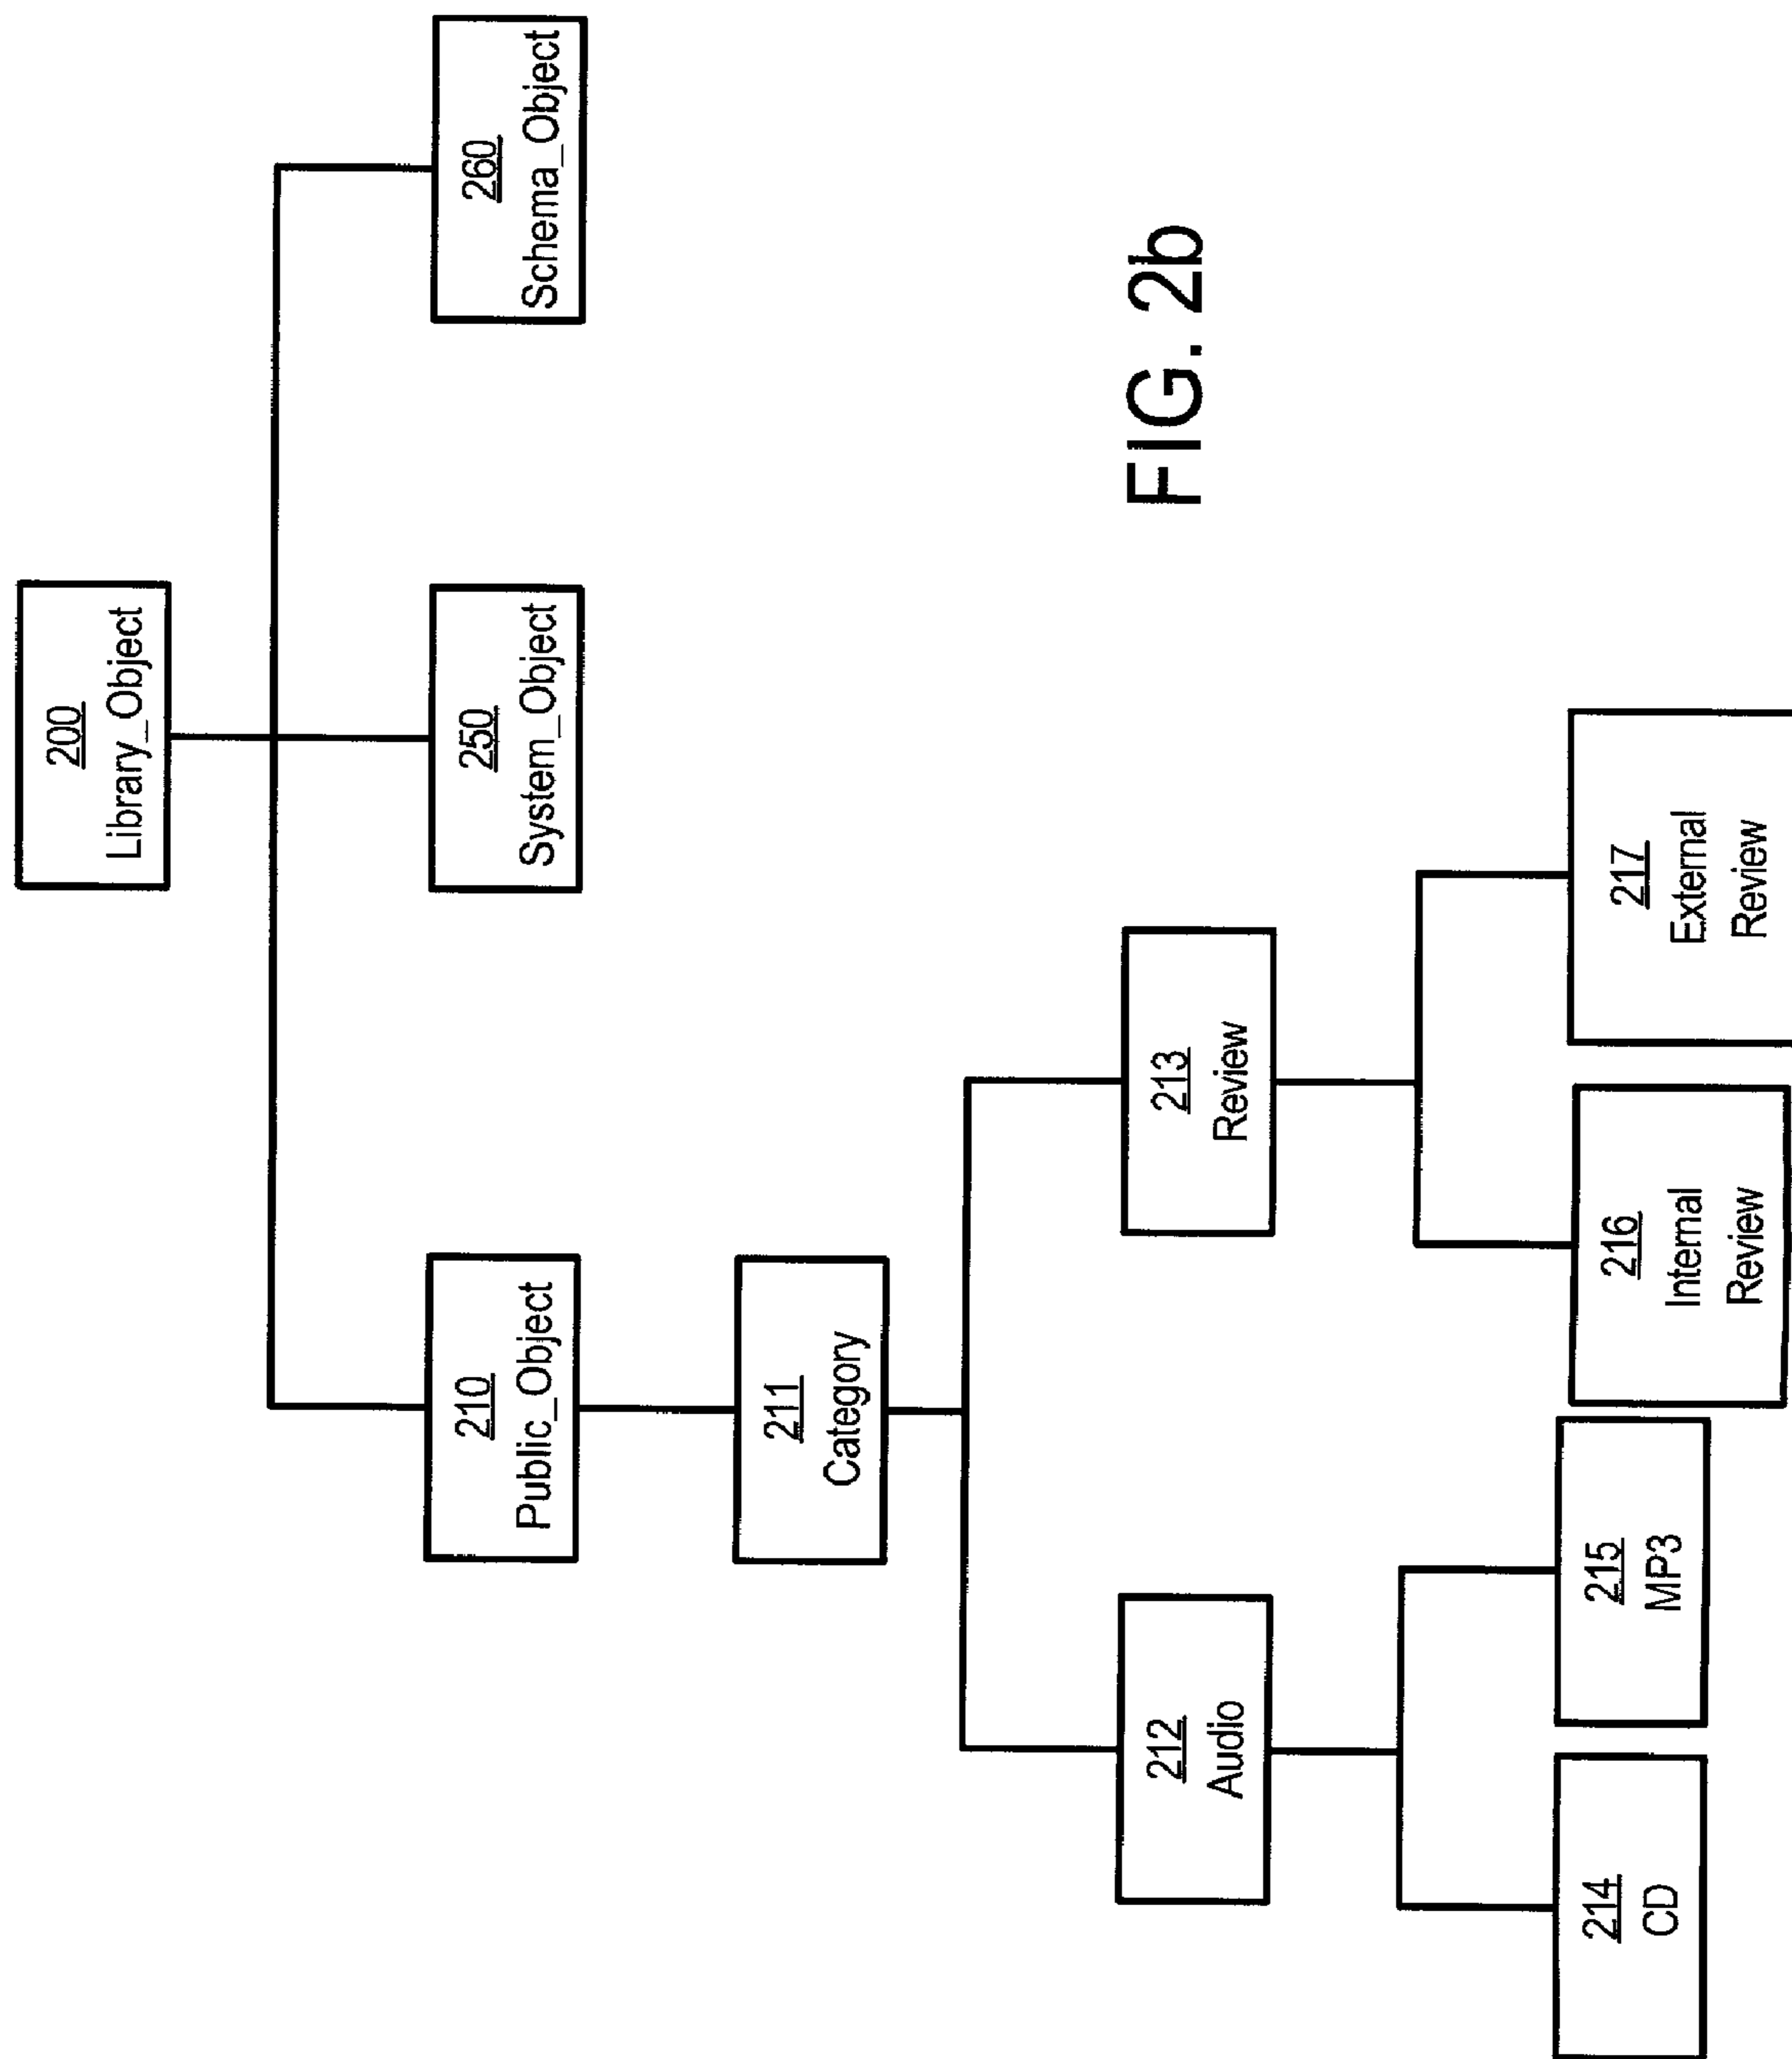 200
Library_Object
210
Public_Object
250
System_Object
260
Schema_Object
211
Category
212
Audio
213
Review
214
CD
215
MP3
216
Internal
Review
217
External
Review
FIG. 2b